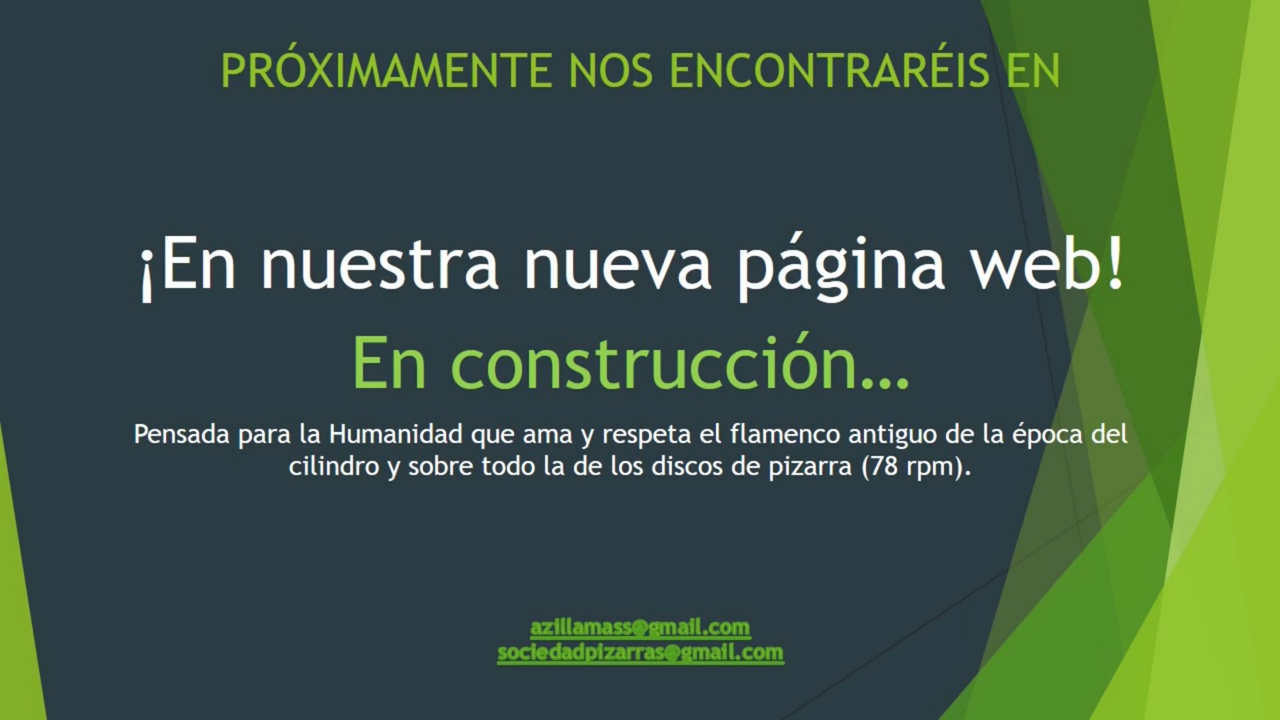 PRÓXIMAMENTE NOS ENCONTRARÉIS EN
¡En nuestra nueva página web!
En construcción...
Pensada para la Humanidad que ama y respeta el flamenco antiguo de la época del
cilindro y sobre todo la de los discos de pizarra (78 rpm).
azillamass@gmail.com
sociedadpizarras@gmail.com